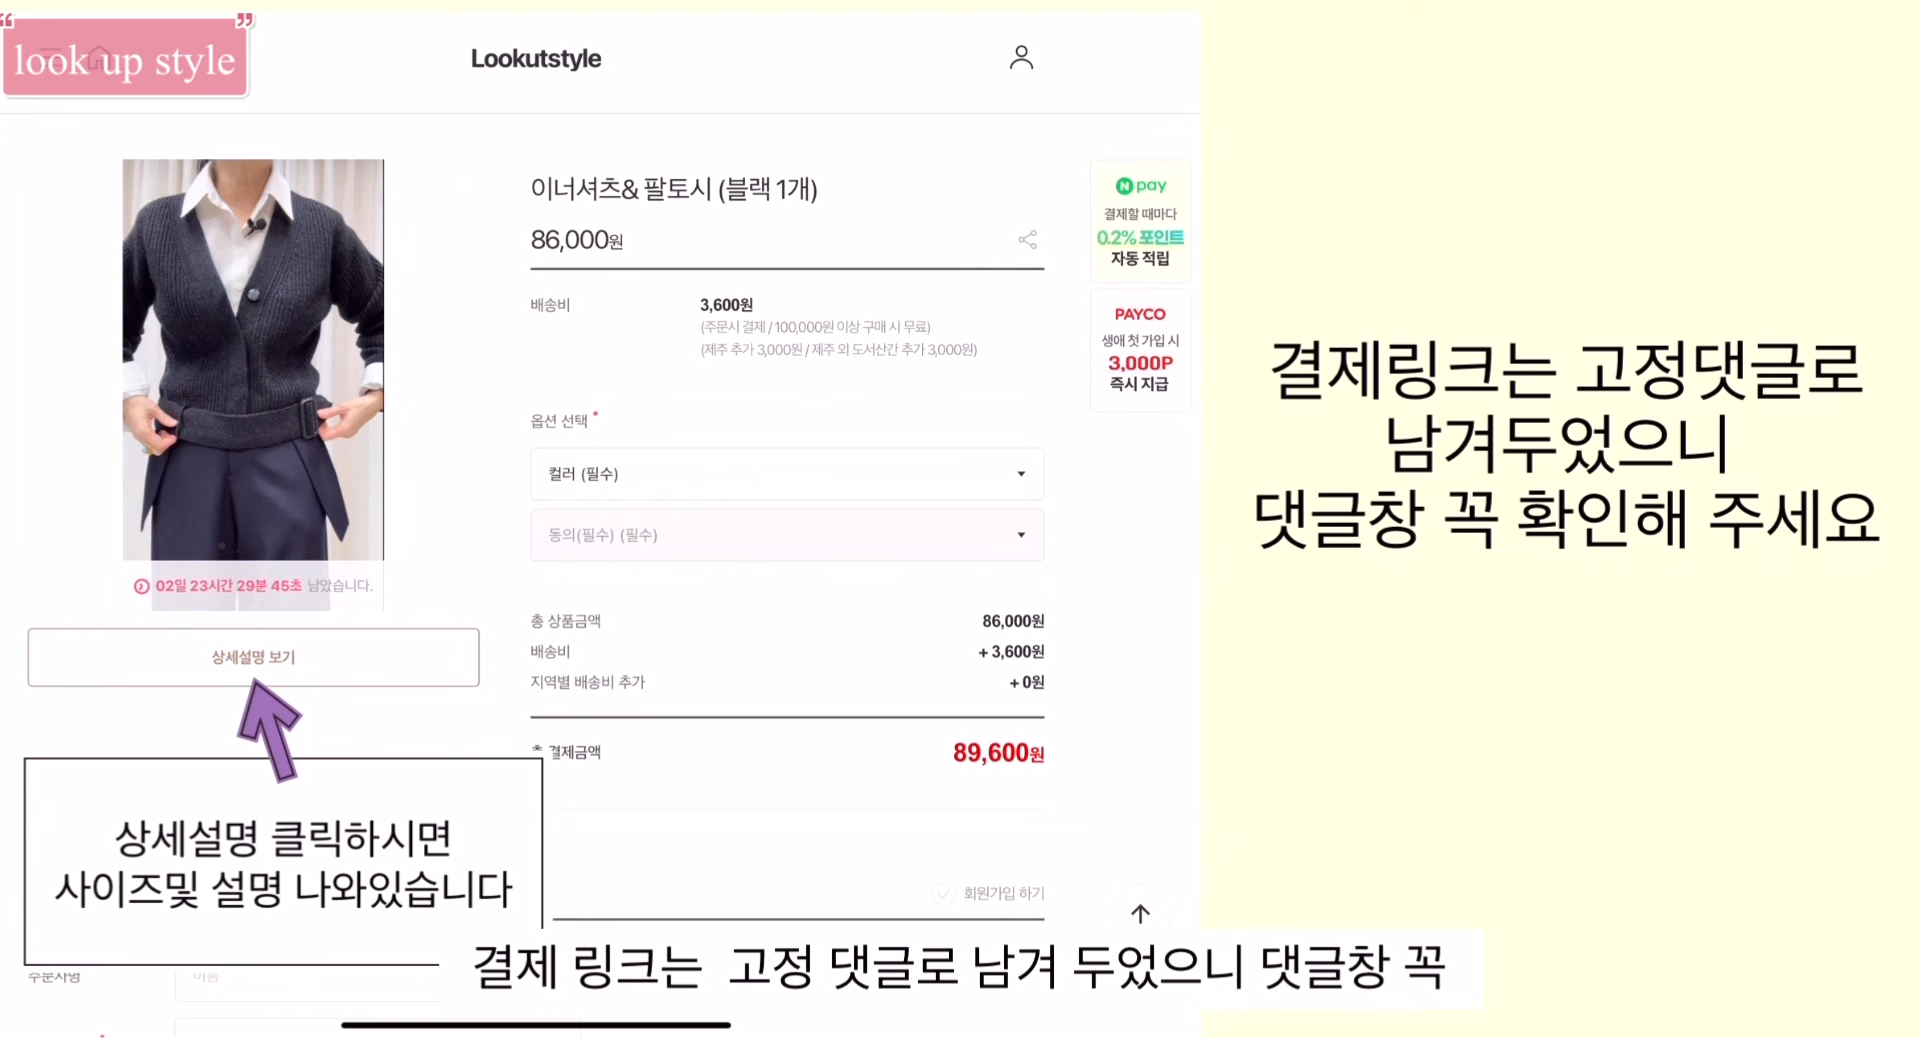 look up style
Lookutstyle
이너셔츠& 팔토시 (블랙 1개)
86,000원
배송비
3,600원
(주문시 결제 / 100,000원 이상 구매 시 무료)
(제주 추가 3,000원 / 제주 외 도서산간 추가 3,000원)
옵션 선택 *
컬러 (필수)
동의(필수) (필수)
02일 23시간 29분 45초 남았습니다.
상세설명 보기
총 상품금액
86,000원
배송비
+ 3,600원
지역별 배송비 추가
+ 0원
결제금액
89,600원
회원가입 하기
N pay
결제할 때마다
0.2% 포인트
자동 적립
PAYCO
생애 첫 가입 시
3,000P
즉시 지급
결제링크는 고정댓글로
남겨두었으니
댓글창 꼭 확인해 주세요
상세설명 클릭하시면
사이즈및 설명 나와있습니다
주문자명
이름
결제 링크는 고정 댓글로 남겨 두었으니 댓글창 꼭